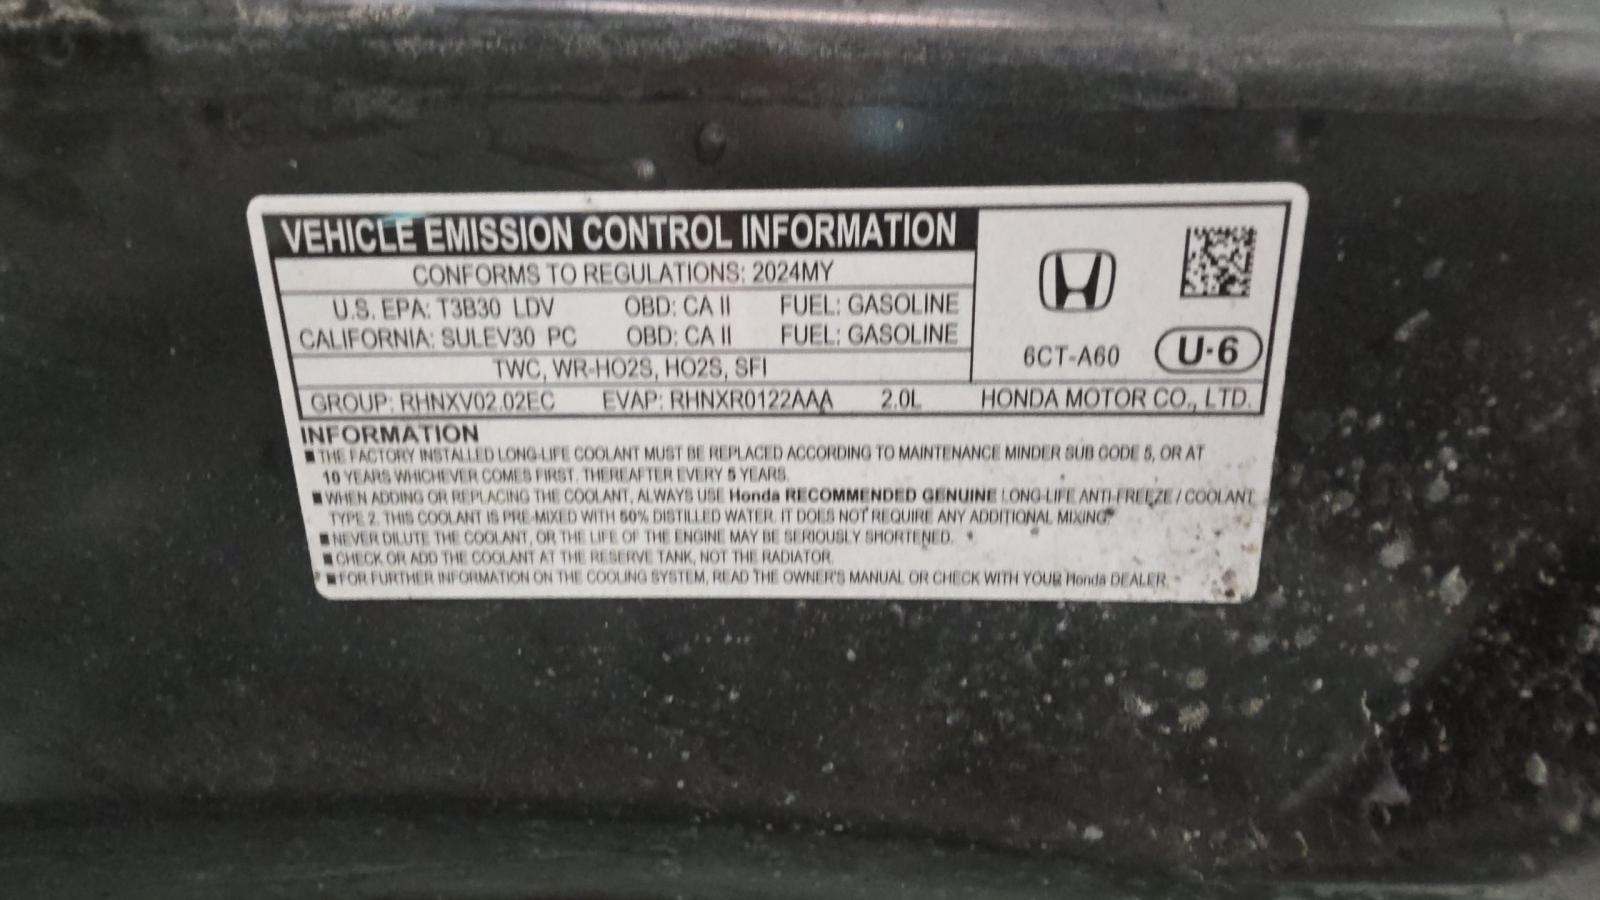 VEHICLE EMISSION CONTROL INFORMATION
CONFORMS TO REGULATIONS: 2024MY
U.S. EPA: T3B30 LDV OBD: CA II FUEL: GASOLINE
CALIFORNIA: SULEV30 PC OBD: CA II FUEL: GASOLINE
TWC, WR-HO2S, HO2S, SFI
6CT-A60 U-6
GROUP: RHNXV02.02EC EVAP: RHNXR0122AAA 2.0L HONDA MOTOR CO., LTD.
INFORMATION
■ THE FACTORY INSTALLED LONG-LIFE COOLANT MUST BE REPLACED ACCORDING TO MAINTENANCE MINDER SUB CODE 5, OR AT
10 YEARS WHICHEVER COMES FIRST. THEREAFTER EVERY 5 YEARS.
■ WHEN ADDING OR REPLACING THE COOLANT, ALWAYS USE Honda RECOMMENDED GENUINE LONG-LIFE ANTI-FREEZE / COOLANT
TYPE 2. THIS COOLANT IS PRE-MIXED WITH 50% DISTILLED WATER. IT DOES NOT REQUIRE ANY ADDITIONAL MIXING.
■ NEVER DILUTE THE COOLANT, OR THE LIFE OF THE ENGINE MAY BE SERIOUSLY SHORTENED.
■ CHECK OR ADD THE COOLANT AT THE RESERVE TANK, NOT THE RADIATOR.
■ FOR FURTHER INFORMATION ON THE COOLING SYSTEM, READ THE OWNER'S MANUAL OR CHECK WITH YOUR Honda DEALER.